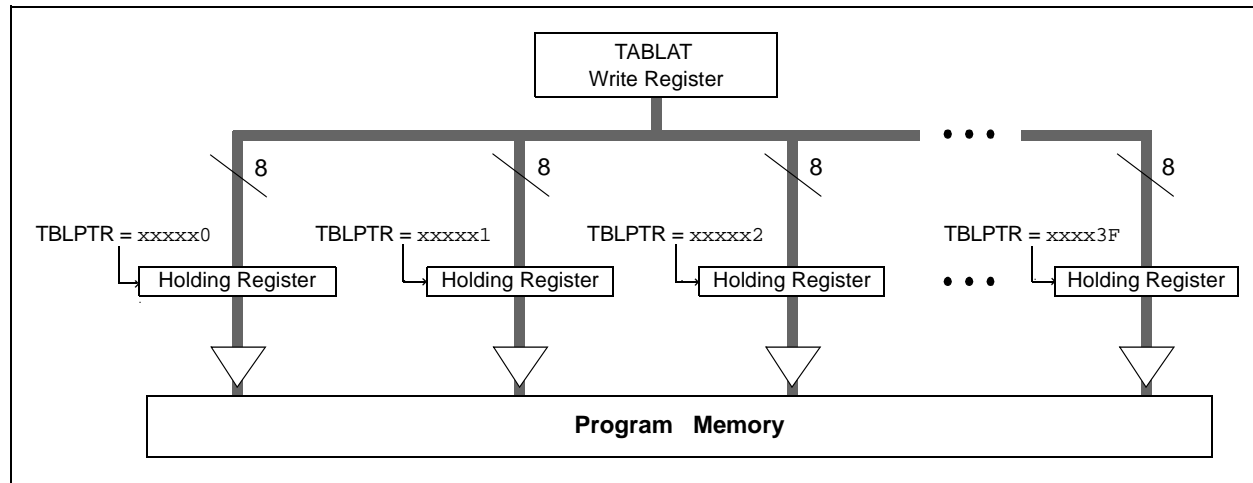 TABLAT
Write Register
• • •
8
8
8
8
TBLPTR = xxxxx0
TBLPTR = xxxxx1
TBLPTR = xxxxx2
TBLPTR = xxxx3F
Holding Register
Holding Register
Holding Register
• • •
Holding Register
Program Memory